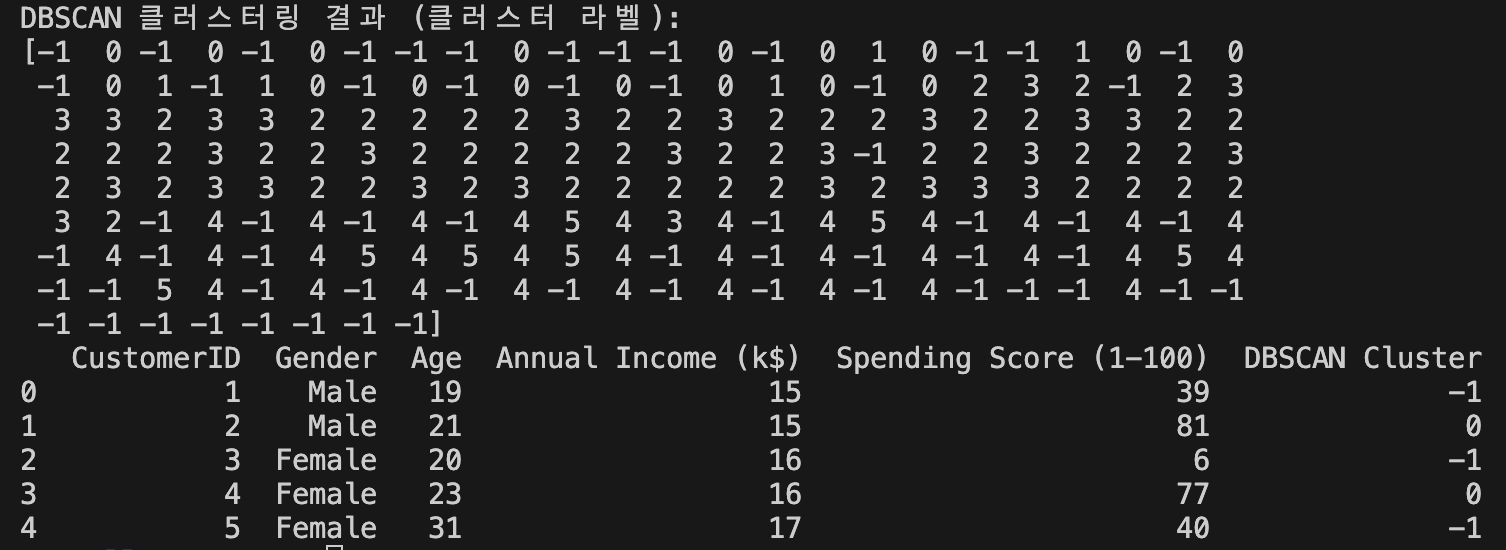 DBSCAN 클러스터링 결과 (클러스터 라벨):
[-1  0 -1  0 -1  0 -1 -1 -1  0 -1 -1 -1  0 -1  0  1  0 -1 -1  1  0 -1  0
 -1  0  1 -1  1  0 -1  0 -1  0 -1  0 -1  0  1  0 -1  0  2  3  2 -1  2  3
  3  3  2  3  3  2  2  2  2  2  3  2  2  3  2  2  2  3  2  2  3  3  2  2
  2  2  2  3  2  2  3  2  2  2  2  2  3  2  2  3 -1  2  2  3  2  2  2  3
  2  3  2  3  3  2  2  3  2  3  2  2  2  2  2  3  2  3  3  3  2  2  2  2
  3  2 -1  4 -1  4 -1  4 -1  4  5  4  3  4 -1  4  5  4 -1  4 -1  4 -1  4
 -1  4 -1  4 -1  4  5  4  5  4  5  4 -1  4 -1  4 -1  4 -1  4 -1  4  5  4
 -1 -1  5  4 -1  4 -1  4 -1  4 -1  4 -1  4 -1  4 -1  4 -1 -1 -1  4 -1 -1
 -1 -1 -1 -1 -1 -1 -1 -1]
   CustomerID  Gender  Age  Annual Income (k$)  Spending Score (1-100)  DBSCAN Cluster
0           1    Male   19                  15                      39              -1
1           2    Male   21                  15                      81               0
2           3  Female   20                  16                       6              -1
3           4  Female   23                  16                      77               0
4           5  Female   31                  17                      40              -1